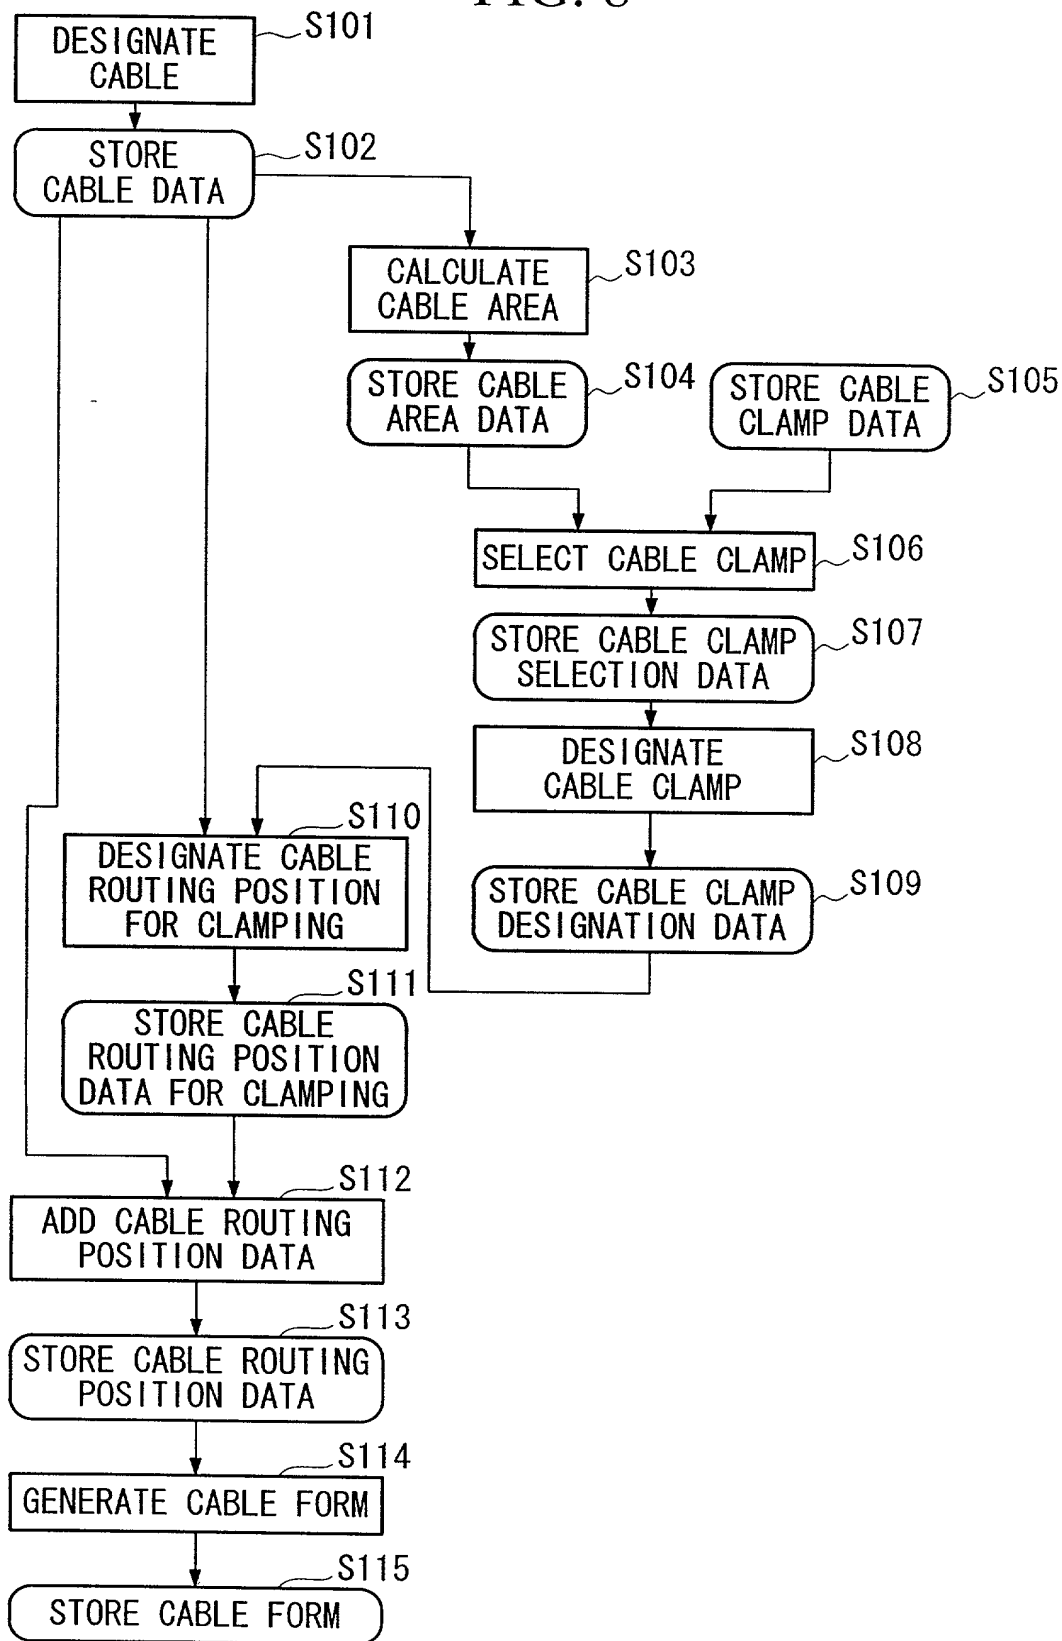 FIG. 8
DESIGNATE
CABLE
S101
STORE
CABLE DATA
S102
CALCULATE
CABLE AREA
S103
STORE CABLE
AREA DATA
S104
STORE CABLE
CLAMP DATA
S105
SELECT CABLE CLAMP
S106
STORE CABLE CLAMP
SELECTION DATA
S107
DESIGNATE
CABLE CLAMP
S108
STORE CABLE CLAMP
DESIGNATION DATA
S109
S110
DESIGNATE CABLE
ROUTING POSITION
FOR CLAMPING
S111
STORE CABLE
ROUTING POSITION
DATA FOR CLAMPING
S112
ADD CABLE ROUTING
POSITION DATA
S113
STORE CABLE ROUTING
POSITION DATA
S114
GENERATE CABLE FORM
S115
STORE CABLE FORM